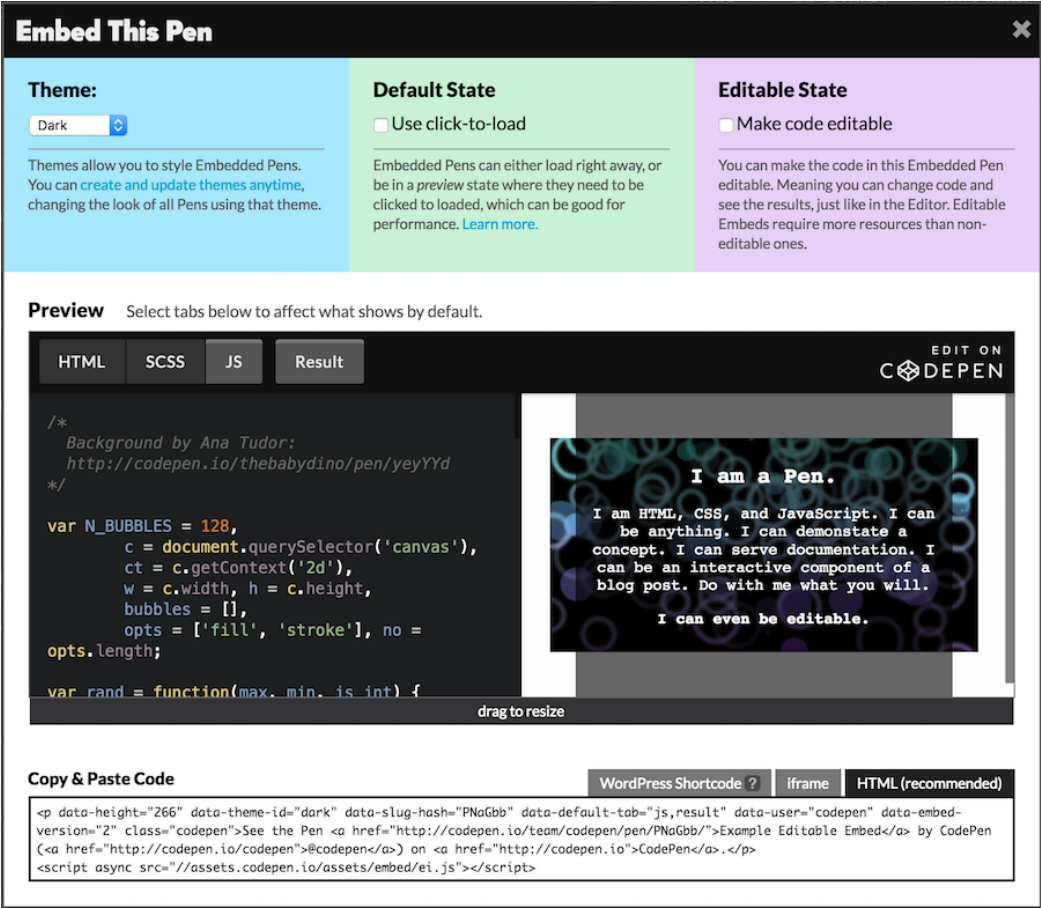 Embed This Pen
×
Theme:
Dark
Themes allow you to style Embedded Pens.
You can create and update themes anytime,
changing the look of all Pens using that theme.
Default State
Use click-to-load
Embedded Pens can either load right away, or
be in a preview state where they need to be
clicked to loaded, which can be good for
performance. Learn more.
Editable State
Make code editable
You can make the code in this Embedded Pen
editable. Meaning you can change code and
see the results, just like in the Editor. Editable
Embeds require more resources than non-
editable ones.
Preview Select tabs below to affect what shows by default.
HTML SCSS JS Result
EDIT ON
CODEPEN
/*
Background by Ana Tudor:
http://codepen.io/thebabydino/pen/yeyYYd
*/
var N_BUBBLES = 128,
c = document.querySelector('canvas'),
ct = c.getContext('2d'),
w = c.width, h = c.height,
bubbles = [],
opts = ['fill', 'stroke'], no =
opts.length;
var rand = function(max, min, is_int) {
I am a Pen.
I am HTML, CSS, and JavaScript. I can
be anything. I can demonstate a
concept. I can serve documentation. I
can be an interactive component of a
blog post. Do with me what you will.
I can even be editable.
drag to resize
Copy & Paste Code
WordPress Shortcode ? iframe HTML (recommended)
<p data-height="266" data-theme-id="dark" data-slug-hash="PNaGbb" data-default-tab="js,result" data-user="codepen" data-embed-
version="2" class="codepen">See the Pen <a href="http://codepen.io/team/codepen/pen/PNaGbb/">Example Editable Embed</a> by CodePen
(<a href="http://codepen.io/codepen">@codepen</a>) on <a href="http://codepen.io">CodePen</a>.</p>
<script async src="//assets.codepen.io/assets/embed/ei.js"></script>